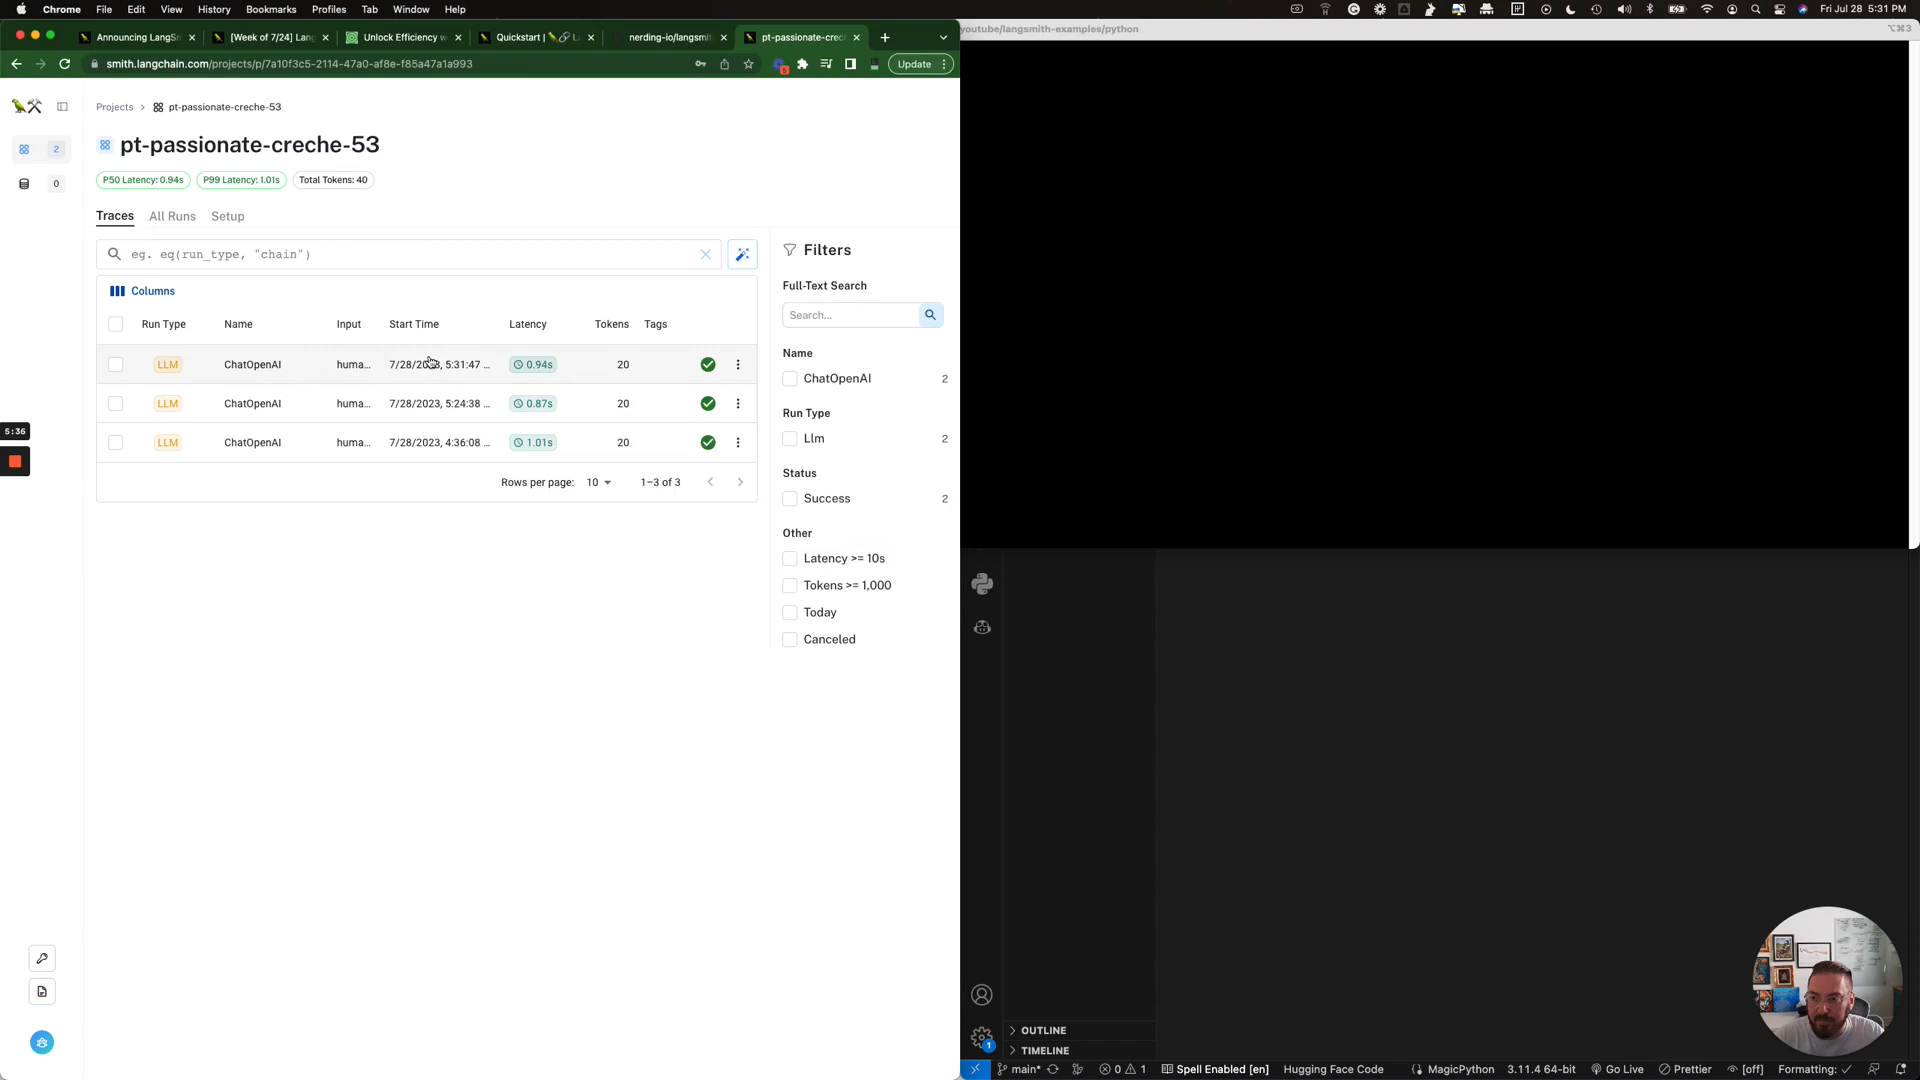 Chrome File Edit View History Bookmarks Profiles Tab Window Help Fri Jul 28 5:31 PM
Announcing LangSm [Week of 7/24] Lang Unlock Efficiency w Quickstart | nerding-io/langsmit pt-passionate-crec
youtube/langsmith-examples/python ⌥⌘3
smith.langchain.com/projects/p/7a10f3c5-2114-47a0-af8e-f85a47a1a993 Update
Projects > pt-passionate-creche-53
2 pt-passionate-creche-53
0 P50 Latency: 0.94s P99 Latency: 1.01s Total Tokens: 40
Traces All Runs Setup
eg. eq(run_type, "chain")
Columns
Run Type Name Input Start Time Latency Tokens Tags
LLM ChatOpenAI huma... 7/28/2023, 5:31:47 ... 0.94s 20
LLM ChatOpenAI huma... 7/28/2023, 5:24:38 ... 0.87s 20
LLM ChatOpenAI huma... 7/28/2023, 4:36:08 ... 1.01s 20
Rows per page: 10 1–3 of 3
Filters
Full-Text Search
Search...
Name
ChatOpenAI 2
Run Type
Llm 2
Status
Success 2
Other
Latency >= 10s
Tokens >= 1,000
Today
Canceled
5:36
OUTLINE
TIMELINE
1
main* 0 1 Spell Enabled [en] Hugging Face Code MagicPython 3.11.4 64-bit Go Live Prettier [off] Formatting: ✓